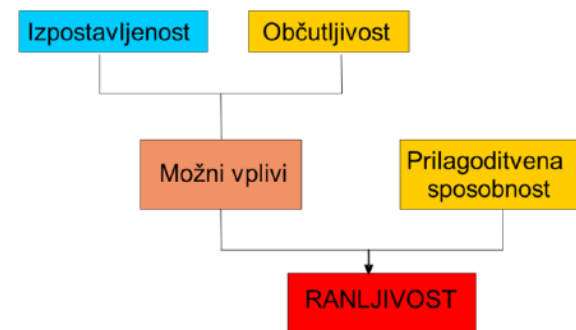 Izpostavljenost
Občutljivost
Možni vplivi
Prilagoditvena
sposobnost
RANLJIVOST